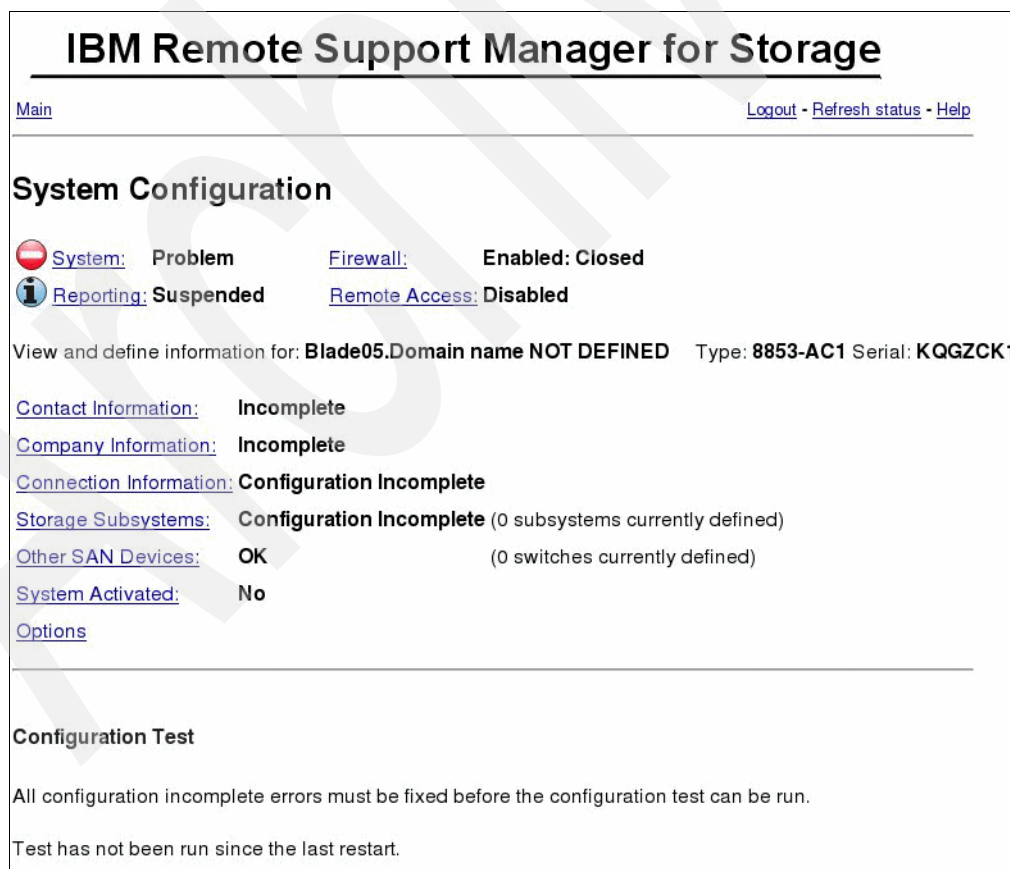 IBM Remote Support Manager for Storage
Main Logout - Refresh status - Help
System Configuration
System: Problem Firewall: Enabled: Closed
Reporting: Suspended Remote Access: Disabled
View and define information for: Blade05.Domain name NOT DEFINED Type: 8853-AC1 Serial: KQGZCK1
Contact Information: Incomplete
Company Information: Incomplete
Connection Information: Configuration Incomplete
Storage Subsystems: Configuration Incomplete (0 subsystems currently defined)
Other SAN Devices: OK (0 switches currently defined)
System Activated: No
Options
Configuration Test
All configuration incomplete errors must be fixed before the configuration test can be run.
Test has not been run since the last restart.